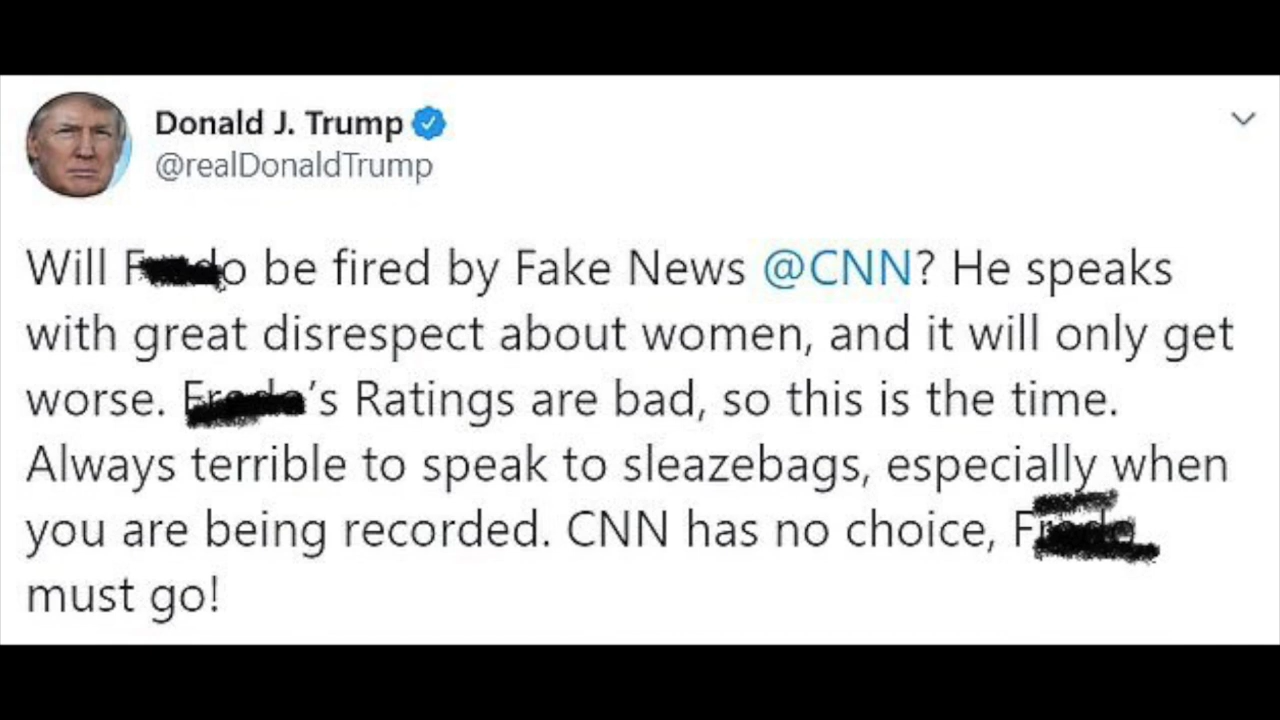 Donald J. Trump
@realDonaldTrump
Will be fired by Fake News @CNN? He speaks
with great disrespect about women, and it will only get
worse. 's Ratings are bad, so this is the time.
Always terrible to speak to sleazebags, especially when
you are being recorded. CNN has no choice,
must go!